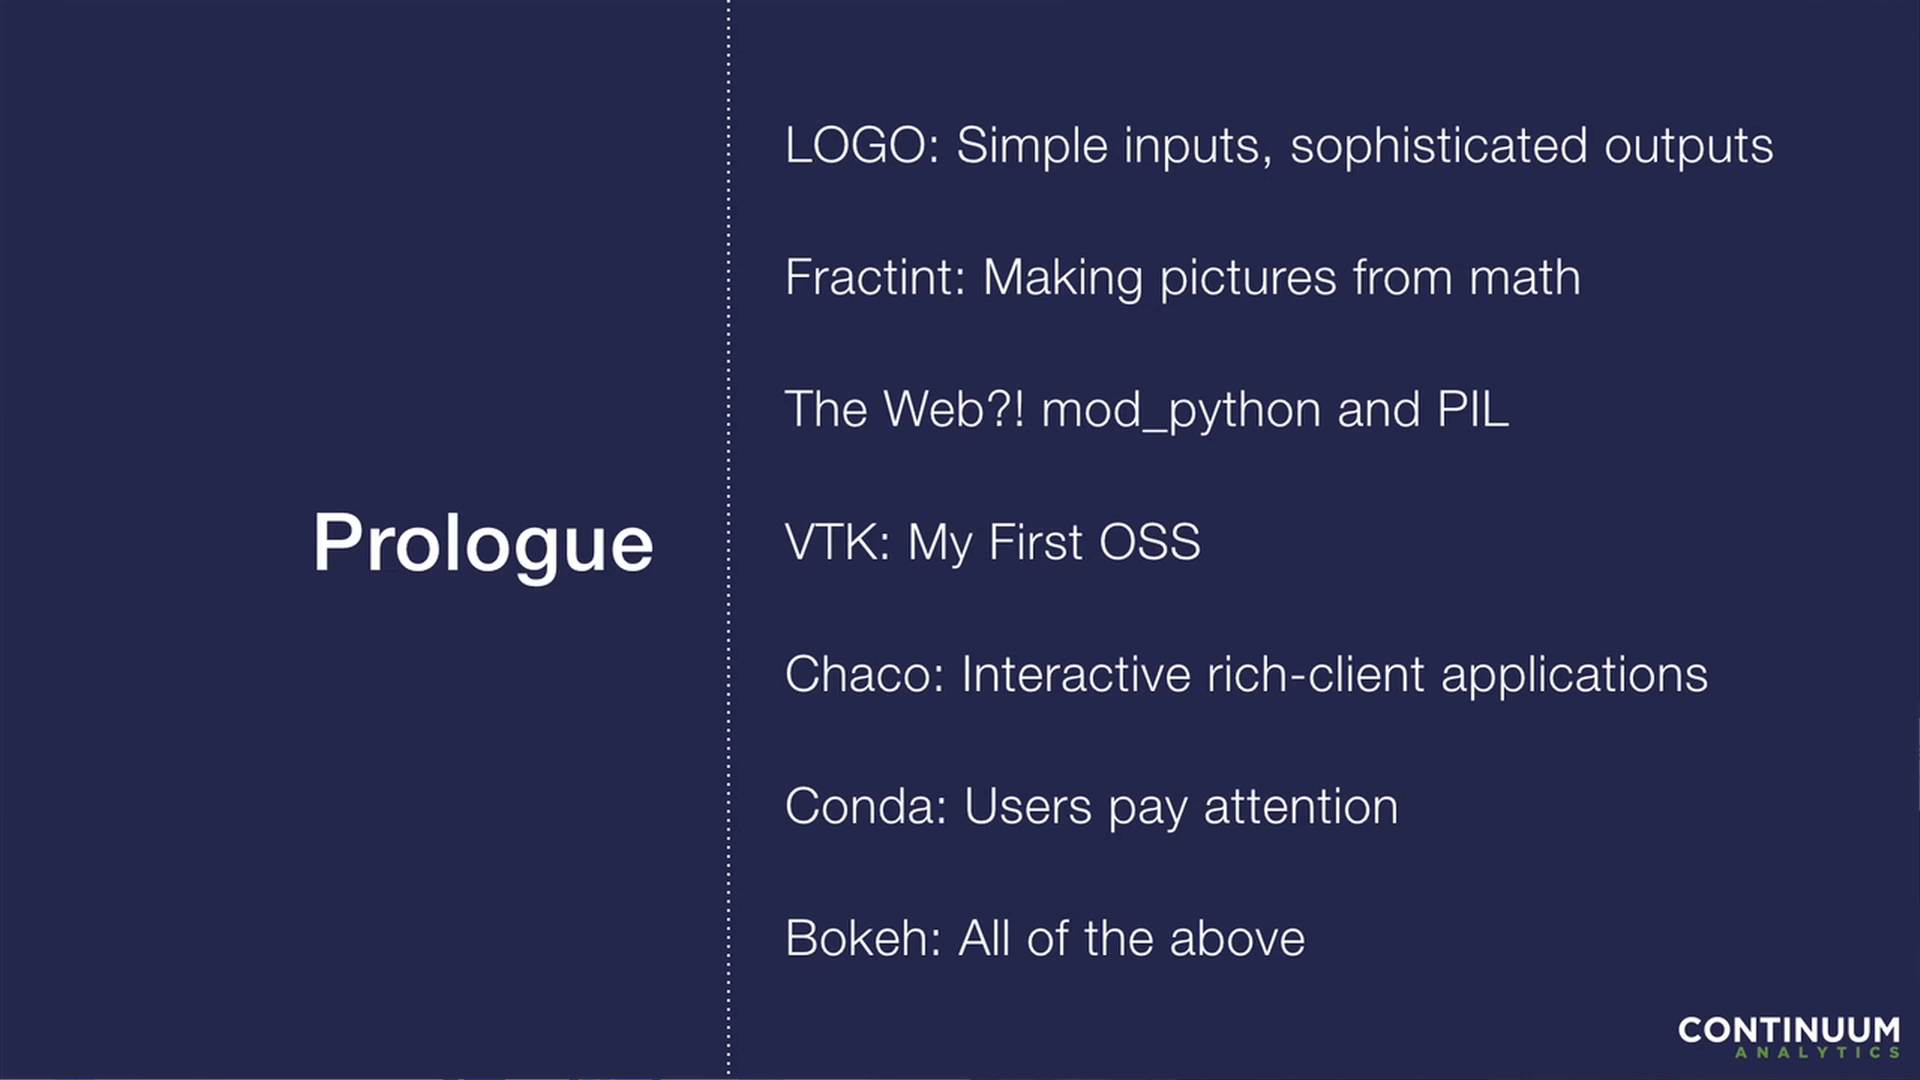 Prologue
LOGO: Simple inputs, sophisticated outputs
Fractint: Making pictures from math
The Web?! mod_python and PIL
VTK: My First OSS
Chaco: Interactive rich-client applications
Conda: Users pay attention
Bokeh: All of the above
CONTINUUM
ANALYTICS